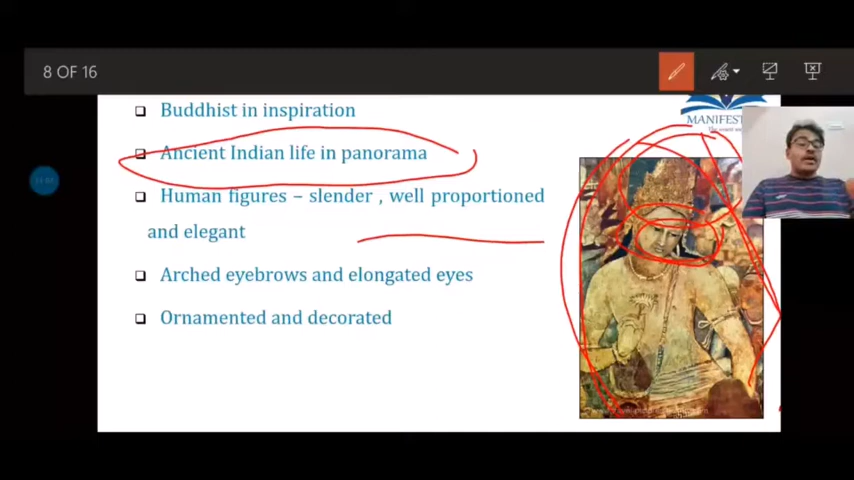 8 OF 16
MANIFEST
Buddhist in inspiration
Ancient Indian life in panorama
Human figures – slender , well proportioned
and elegant
Arched eyebrows and elongated eyes
Ornamented and decorated